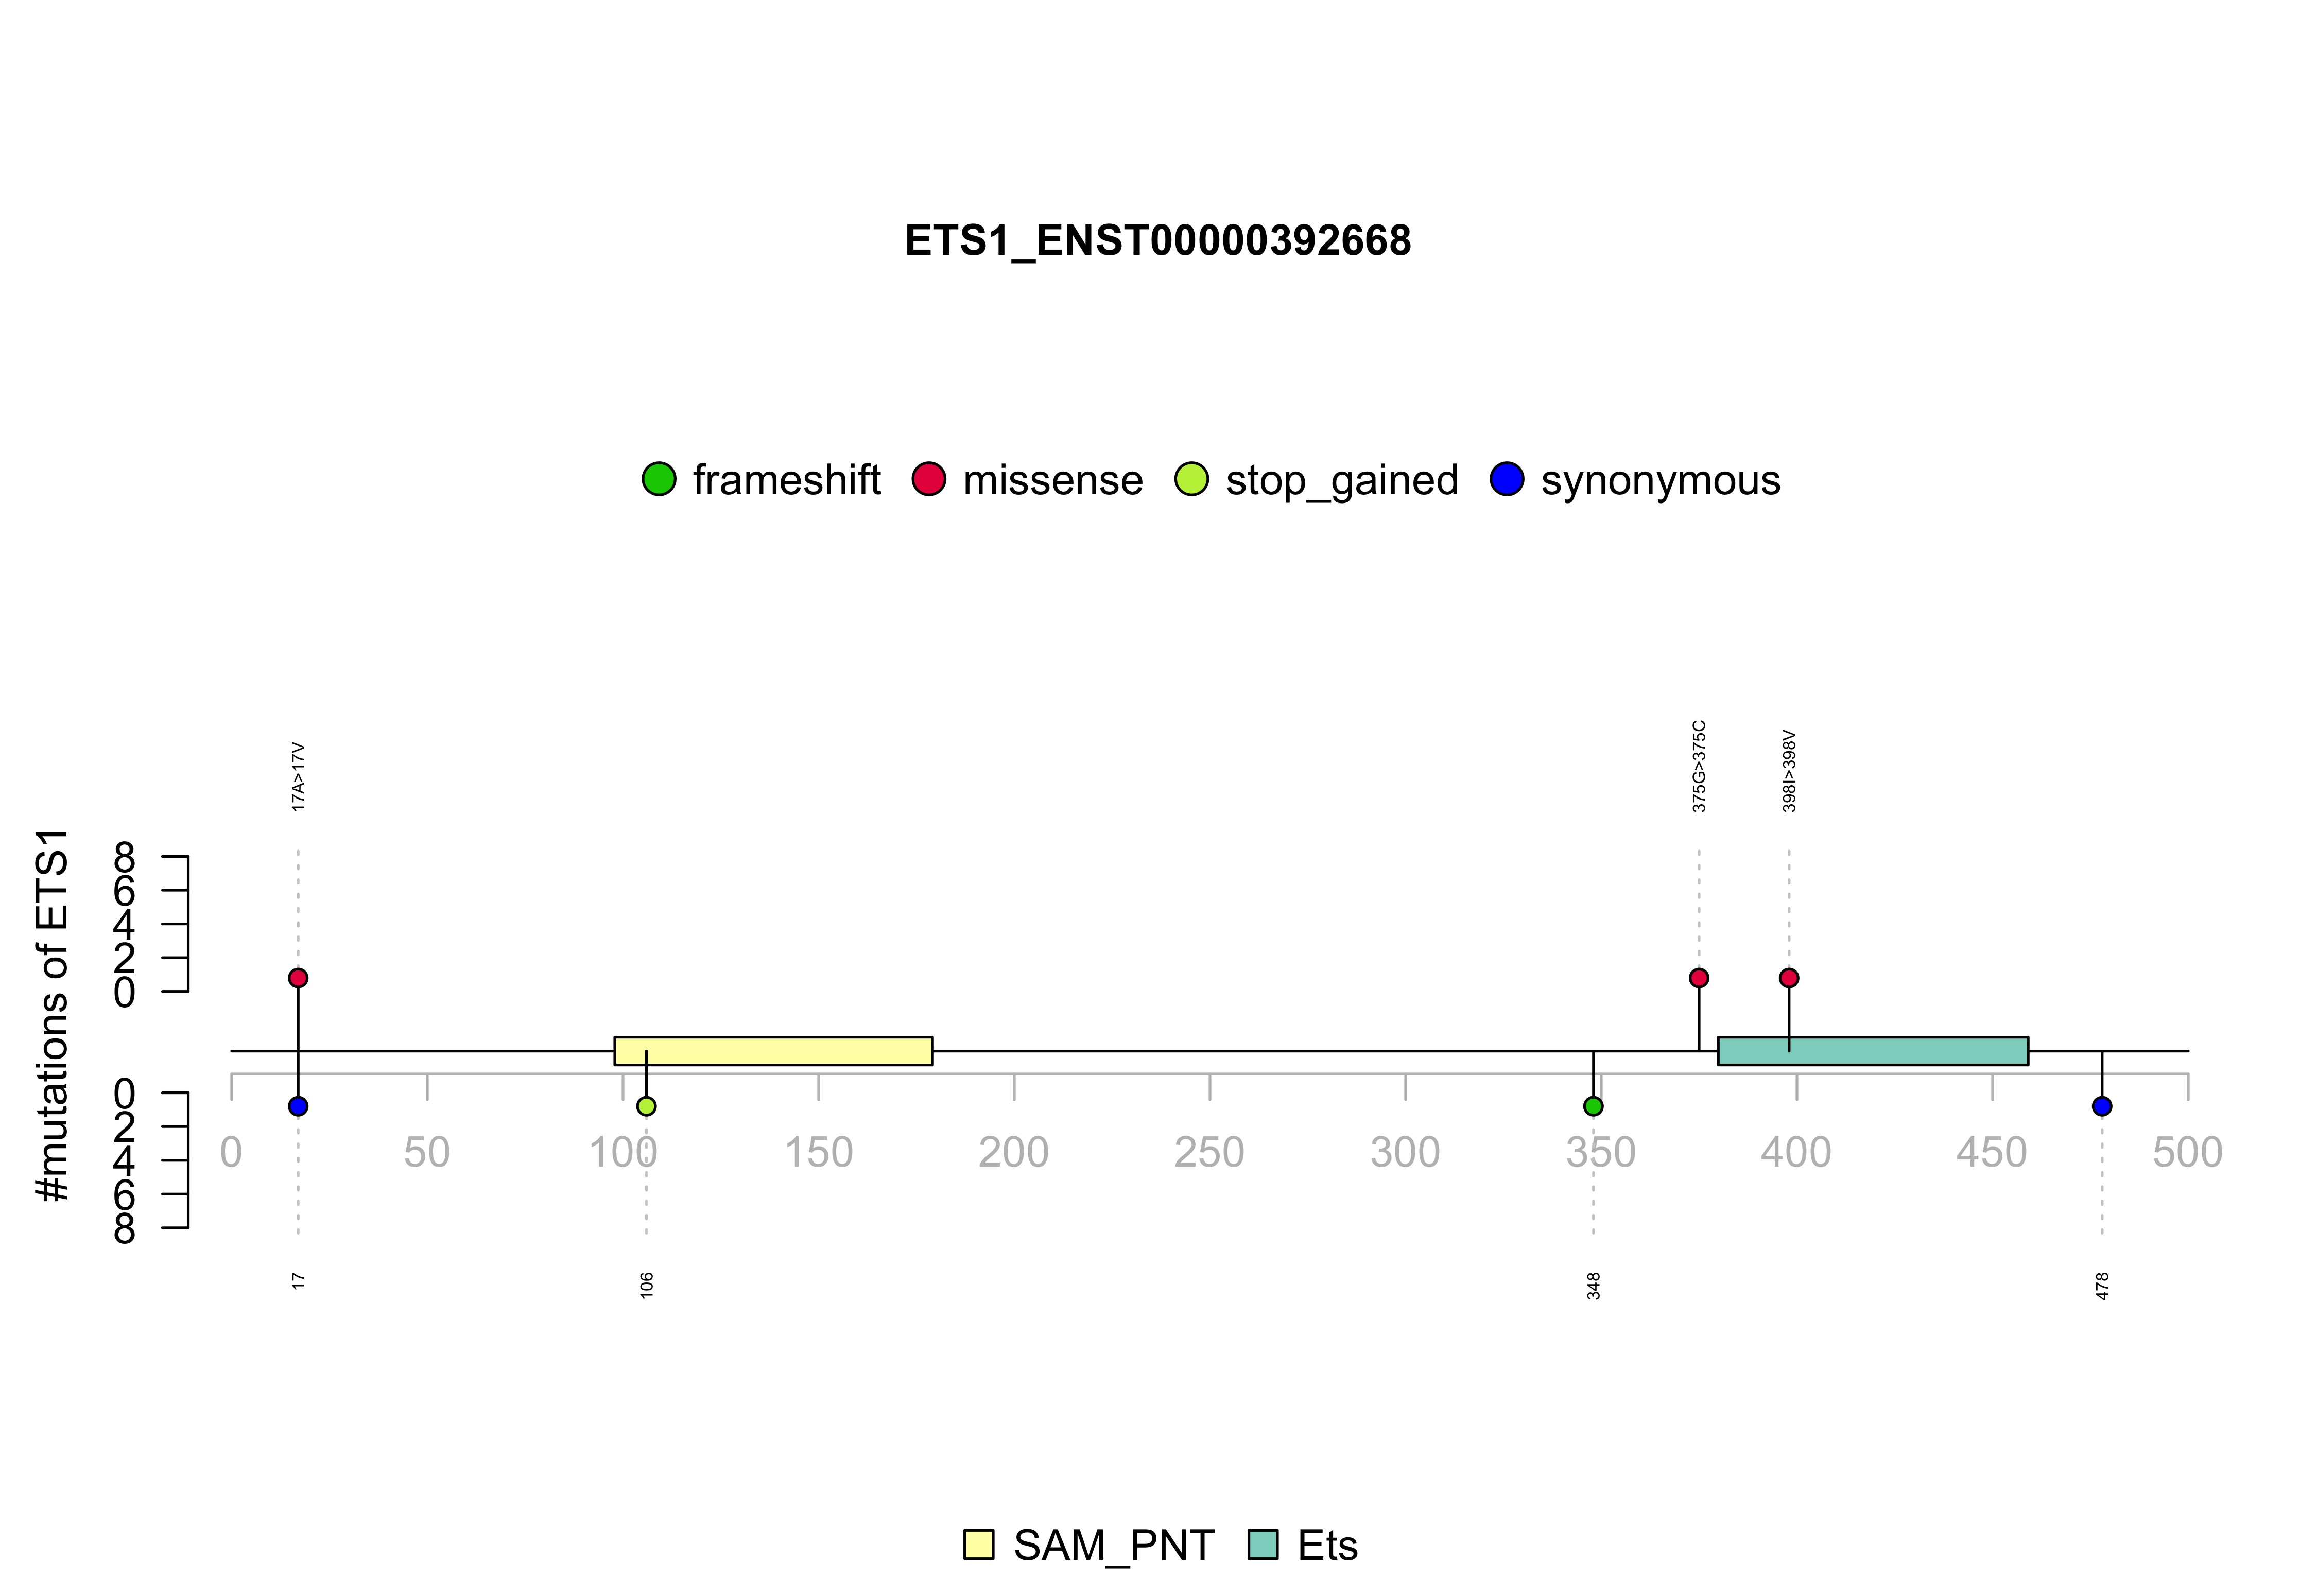 ETS1_ENST00000392668
frameshift missense stop_gained synonymous
17A>17V 375G>375C 398I>398V
#mutations of ETS1
8
6
4
2
0
0
2
4
6
8
0 50 100 150 200 250 300 350 400 450 500
17 106 348 478
SAM_PNT Ets